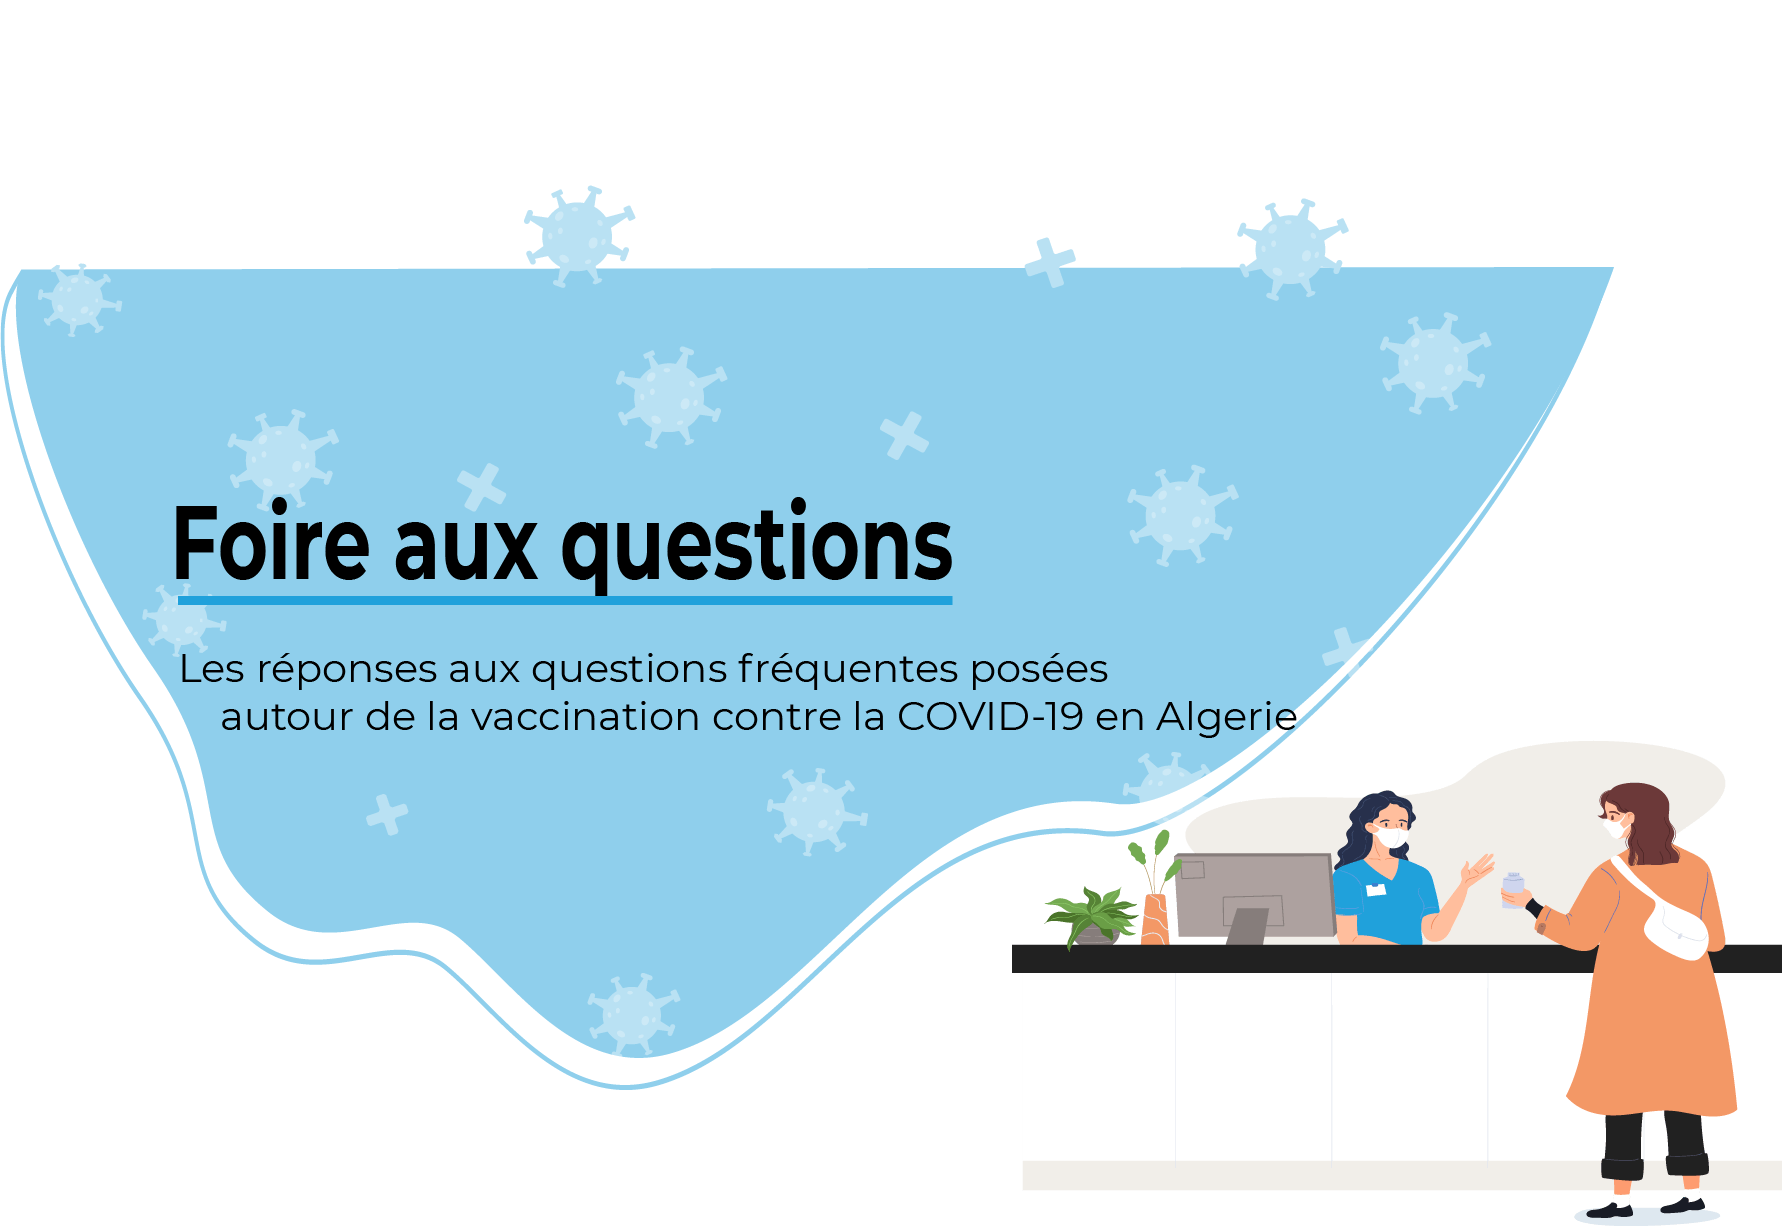 Foire aux questions
Les réponses aux questions fréquentes posées
autour de la vaccination contre la COVID-19 en Algerie